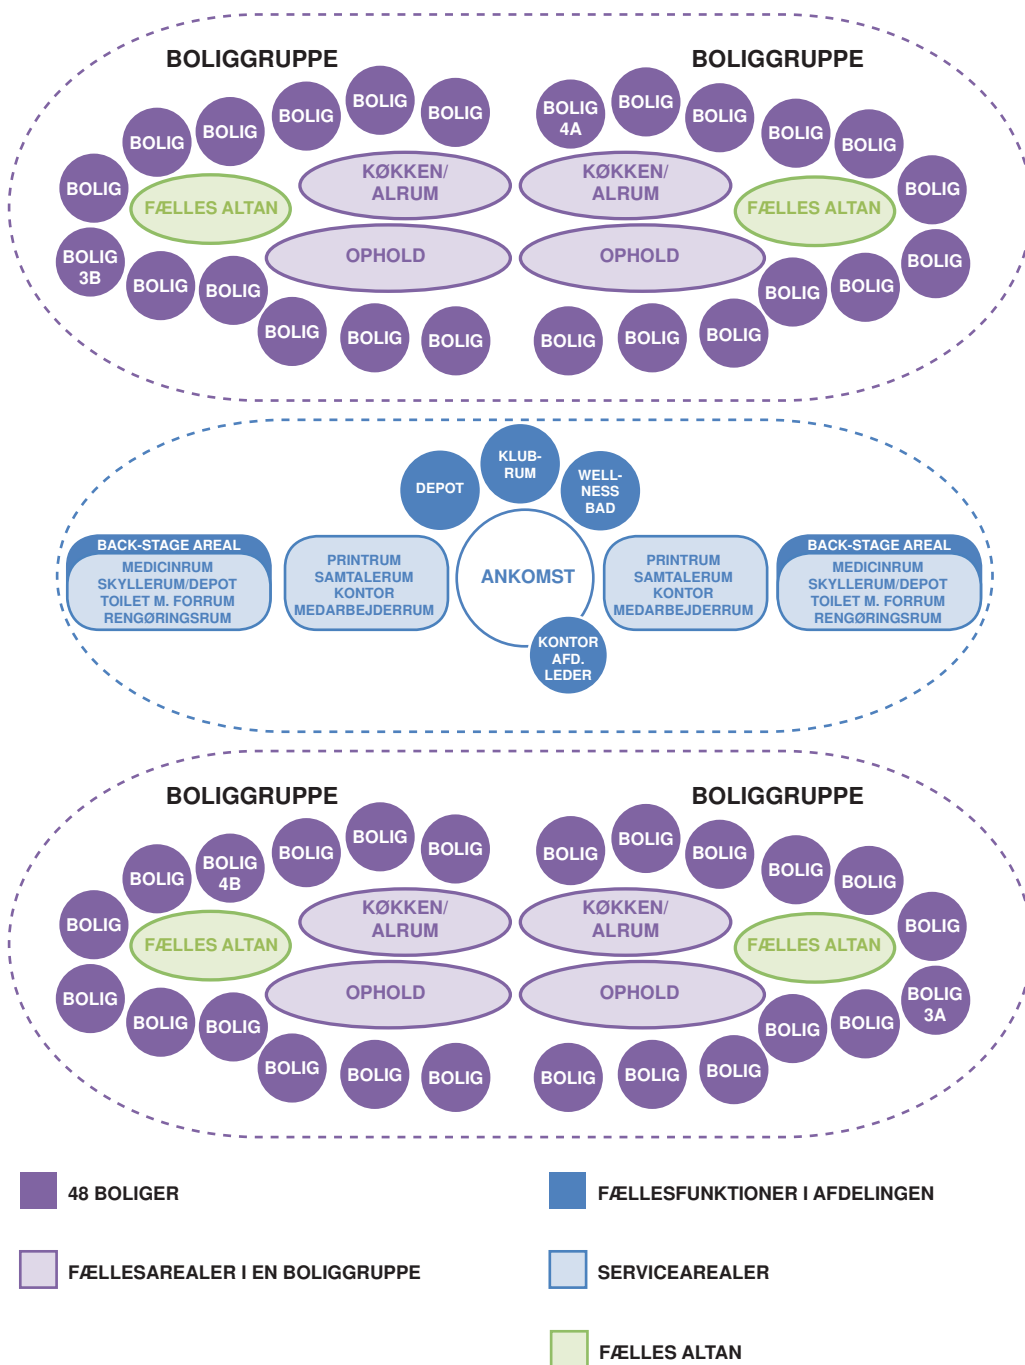 BOLIGGRUPPE
BOLIG
BOLIG
BOLIG
BOLIG
BOLIG
BOLIG
BOLIG
3B
BOLIG
BOLIG
BOLIG
BOLIG
BOLIG
FÆLLES ALTAN
KØKKEN/
ALRUM
OPHOLD
BOLIGGRUPPE
BOLIG
4A
BOLIG
BOLIG
BOLIG
BOLIG
BOLIG
BOLIG
BOLIG
BOLIG
BOLIG
BOLIG
BOLIG
KØKKEN/
ALRUM
FÆLLES ALTAN
OPHOLD
DEPOT
KLUB-
RUM
WELL-
NESS
BAD
BACK-STAGE AREAL
MEDICINRUM
SKYLLERUM/DEPOT
TOILET M. FORRUM
RENGØRINGSRUM
PRINTRUM
SAMTALERUM
KONTOR
MEDARBEJDERRUM
ANKOMST
PRINTRUM
SAMTALERUM
KONTOR
MEDARBEJDERRUM
BACK-STAGE AREAL
MEDICINRUM
SKYLLERUM/DEPOT
TOILET M. FORRUM
RENGØRINGSRUM
KONTOR
AFD.
LEDER
BOLIGGRUPPE
BOLIG
BOLIG
BOLIG
4B
BOLIG
BOLIG
BOLIG
BOLIG
BOLIG
BOLIG
BOLIG
BOLIG
BOLIG
FÆLLES ALTAN
KØKKEN/
ALRUM
OPHOLD
BOLIGGRUPPE
BOLIG
BOLIG
BOLIG
BOLIG
BOLIG
BOLIG
BOLIG
3A
BOLIG
BOLIG
BOLIG
BOLIG
BOLIG
KØKKEN/
ALRUM
FÆLLES ALTAN
OPHOLD
48 BOLIGER
FÆLLESAREALER I EN BOLIGGRUPPE
FÆLLESFUNKTIONER I AFDELINGEN
SERVICEAREALER
FÆLLES ALTAN